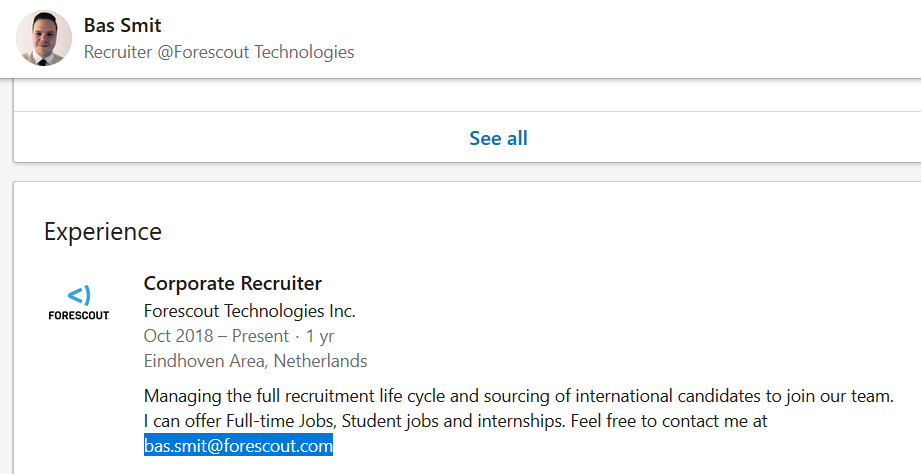 Bas Smit
Recruiter @Forescout Technologies
See all
Experience
<) FORESCOUT
Corporate Recruiter
Forescout Technologies Inc.
Oct 2018 – Present · 1 yr
Eindhoven Area, Netherlands
Managing the full recruitment life cycle and sourcing of international candidates to join our team.
I can offer Full-time Jobs, Student jobs and internships. Feel free to contact me at
bas.smit@forescout.com